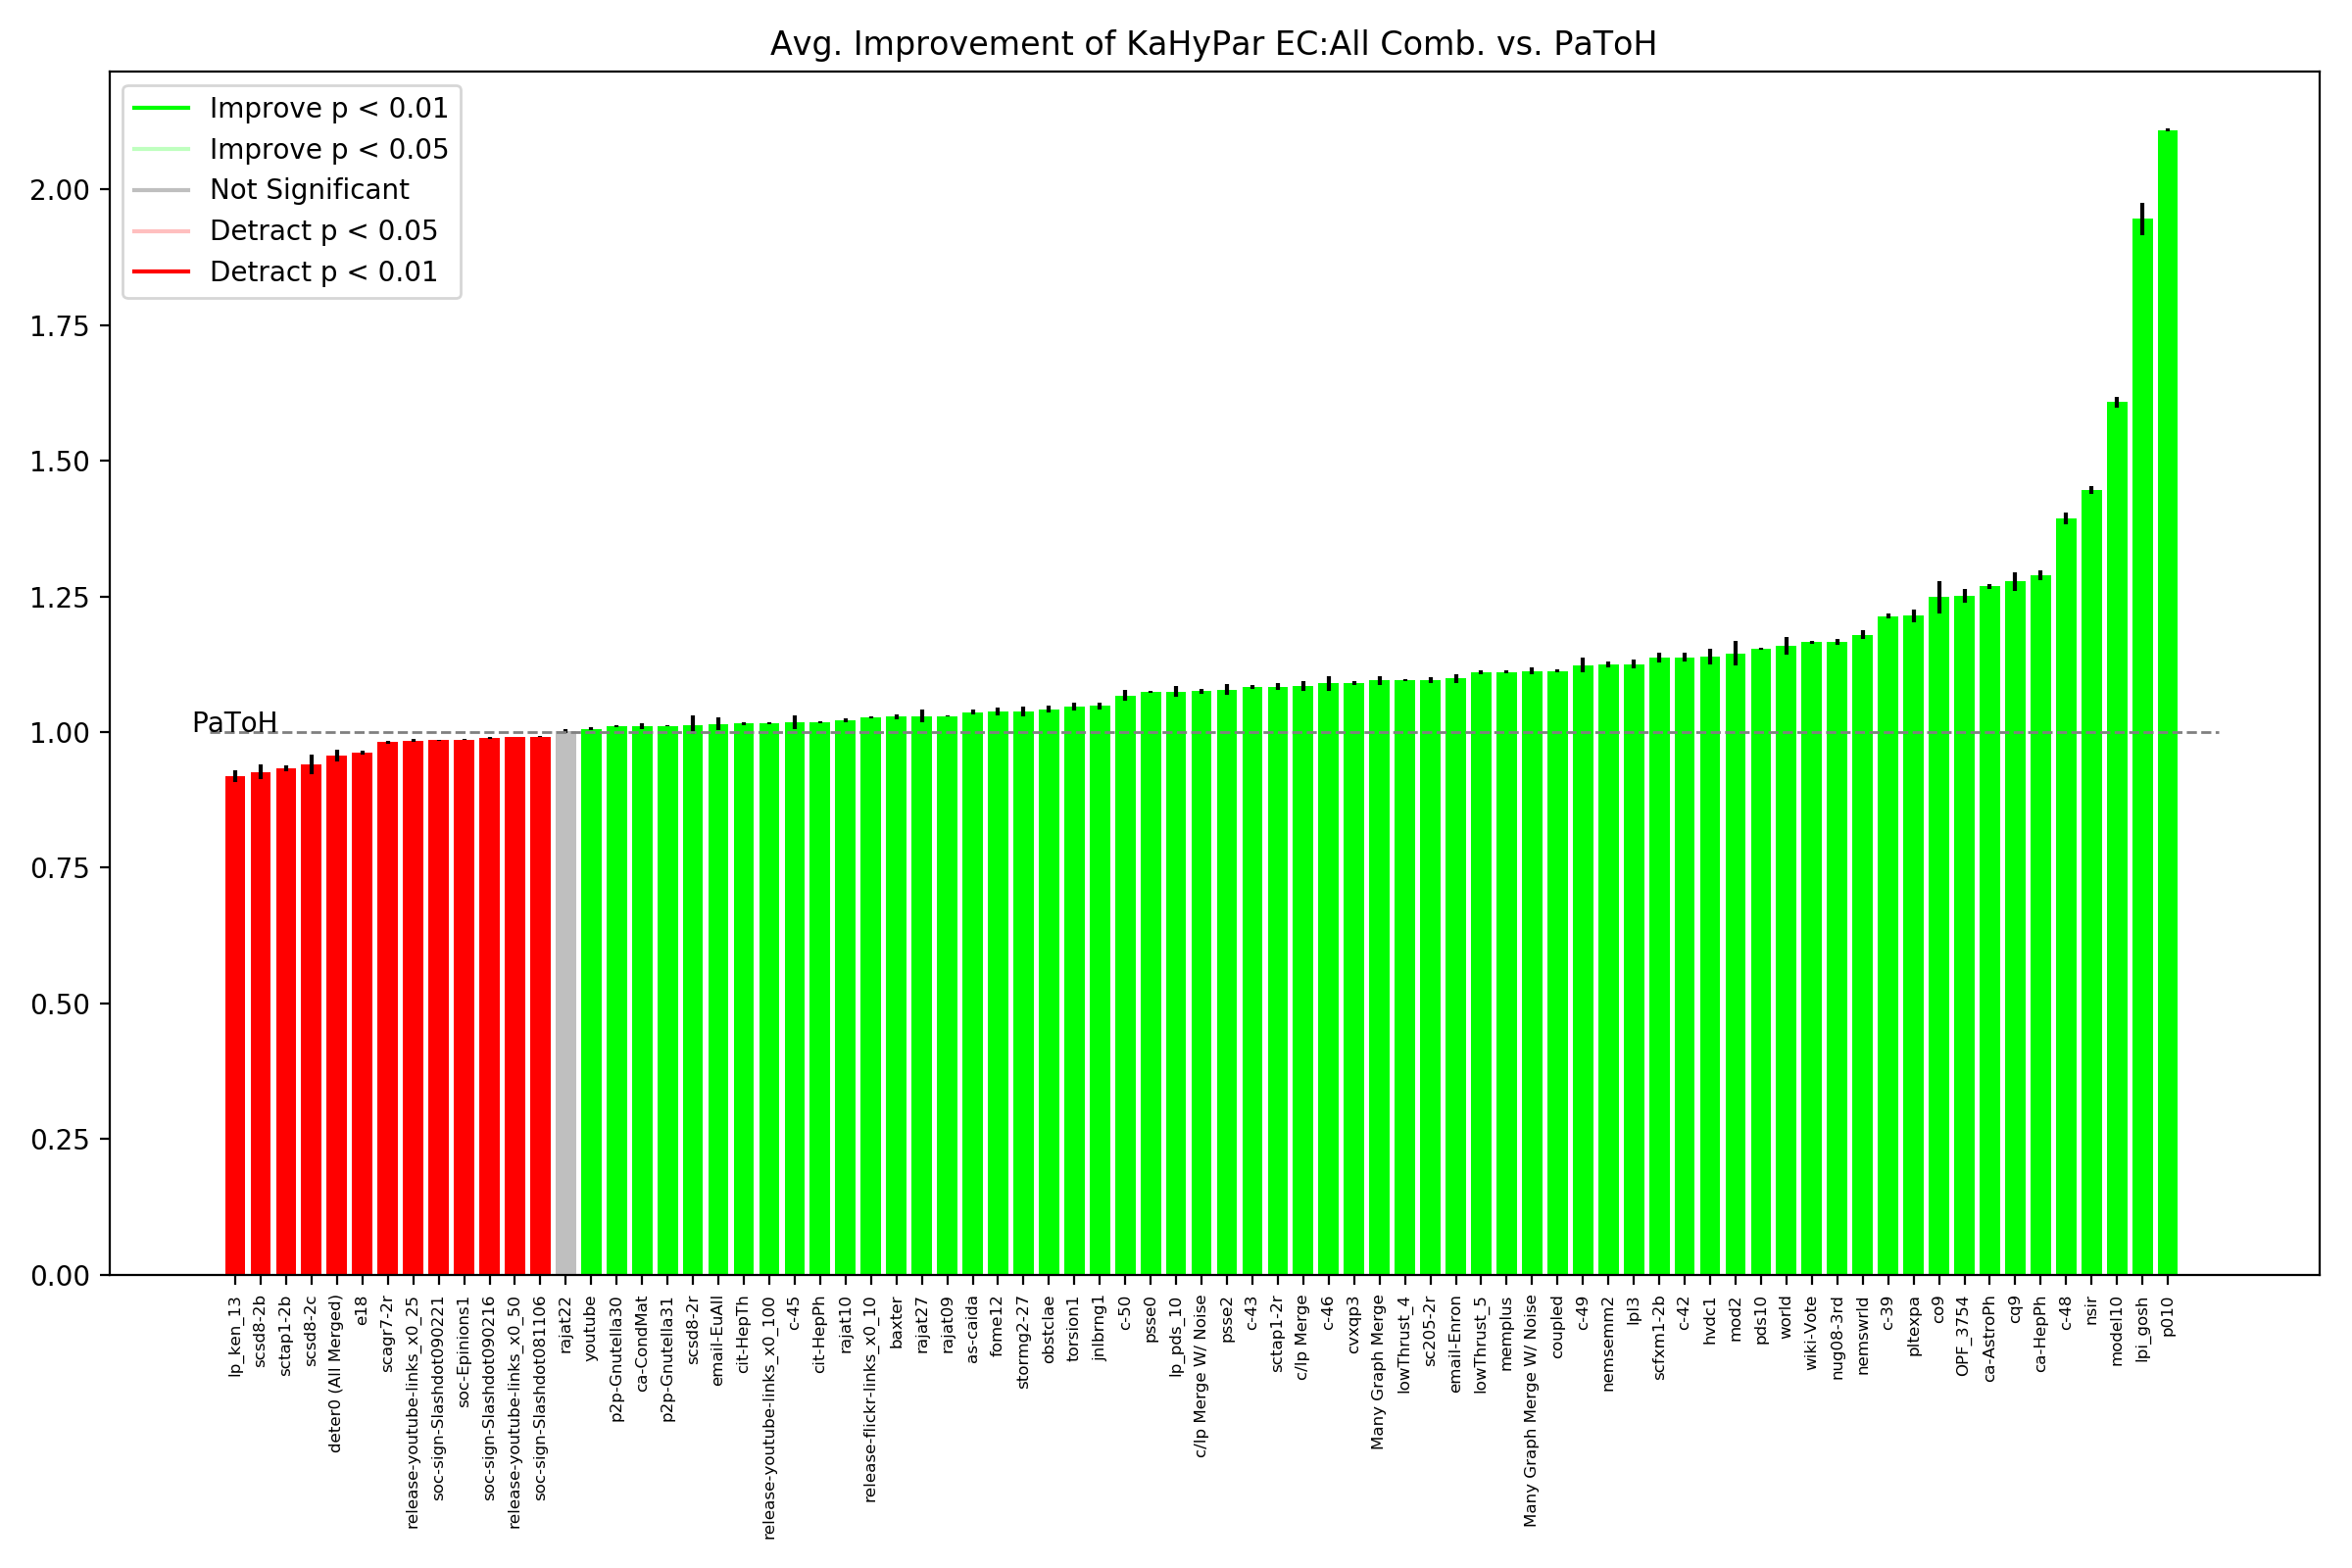 Avg. Improvement of KaHyPar EC:All Comb. vs. PaToH
Improve p < 0.01
Improve p < 0.05
Not Significant
Detract p < 0.05
Detract p < 0.01
2.00
1.75
1.50
1.25
1.00
0.75
0.50
0.25
0.00
PaToH
lp_ken_13
scsd8-2b
sctap1-2b
scsd8-2c
deter0 (All Merged)
e18
scagr7-2r
release-youtube-links_x0_25
soc-sign-Slashdot090221
soc-Epinions1
soc-sign-Slashdot090216
release-youtube-links_x0_50
soc-sign-Slashdot081106
rajat22
youtube
p2p-Gnutella30
ca-CondMat
p2p-Gnutella31
scsd8-2r
email-EuAll
cit-HepTh
release-youtube-links_x0_100
c-45
cit-HepPh
rajat10
release-flickr-links_x0_10
baxter
rajat27
rajat09
as-caida
fome12
stormg2-27
obstclae
torsion1
jnlbrng1
c-50
psse0
lp_pds_10
c/lp Merge W/ Noise
psse2
c-43
sctap1-2r
c/lp Merge
c-46
cvxqp3
Many Graph Merge
lowThrust_4
sc205-2r
email-Enron
lowThrust_5
memplus
Many Graph Merge W/ Noise
coupled
c-49
nemsemm2
lpl3
scfxm1-2b
c-42
hvdc1
mod2
pds10
world
wiki-Vote
nug08-3rd
nemswrld
c-39
pltexpa
co9
OPF_3754
ca-AstroPh
cq9
ca-HepPh
c-48
nsir
model10
lpi_gosh
p010